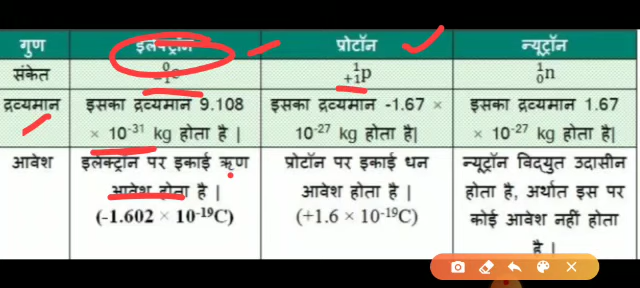 गुण इलेक्ट्रॉन प्रोटॉन न्यूट्रॉन
संकेत ⁰₋₁e ¹₊₁p ¹₀n
द्रव्यमान इसका द्रव्यमान 9.108 इसका द्रव्यमान -1.67 × इसका द्रव्यमान 1.67
× 10⁻³¹ kg होता है | 10⁻²⁷ kg होता है| × 10⁻²⁷ kg होता है|
आवेश इलेक्ट्रॉन पर इकाई ऋण प्रोटॉन पर इकाई धन न्यूट्रॉन विद्युत उदासीन
आवेश होता है | आवेश होता है | होता है, अर्थात इस पर
(-1.602 × 10⁻¹⁹C) (+1.6 × 10⁻¹⁹C) कोई आवेश नहीं होता
है |